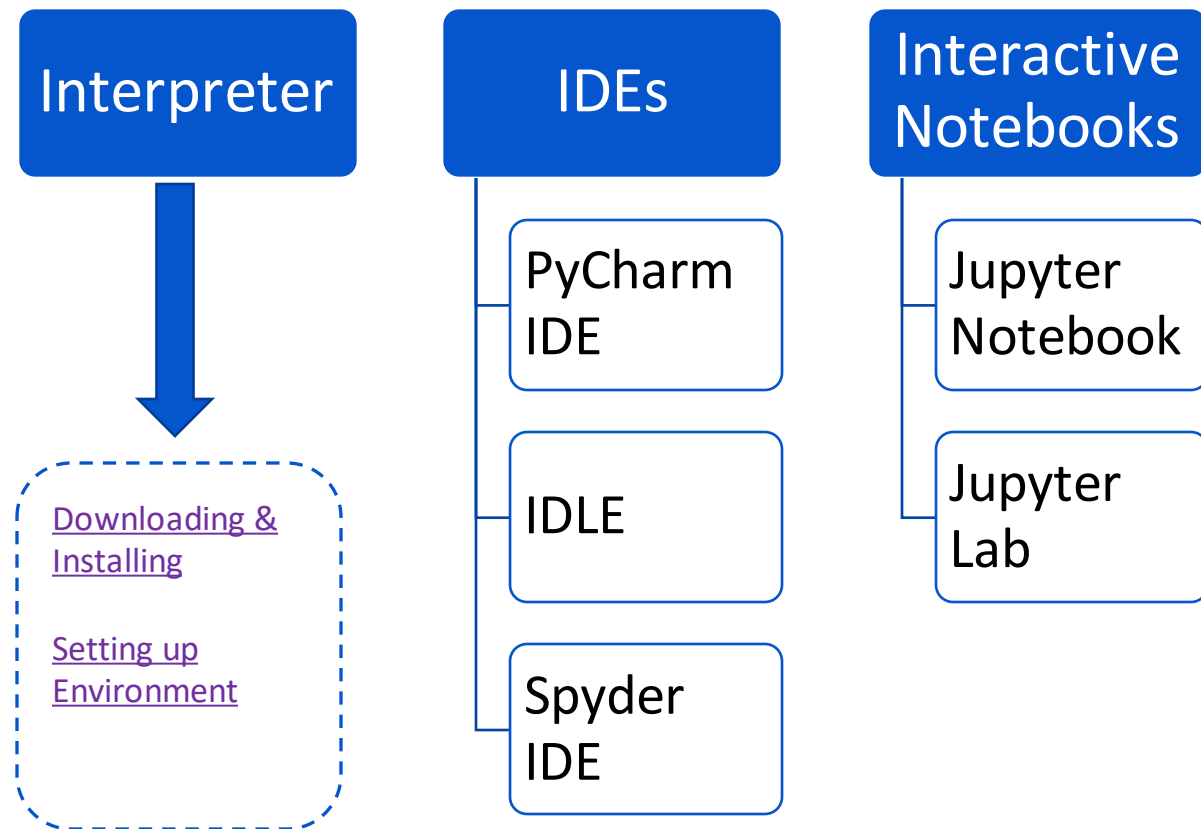 Interpreter
Downloading &
Installing
Setting up
Environment
IDEs
PyCharm
IDE
IDLE
Spyder
IDE
Interactive
Notebooks
Jupyter
Notebook
Jupyter
Lab